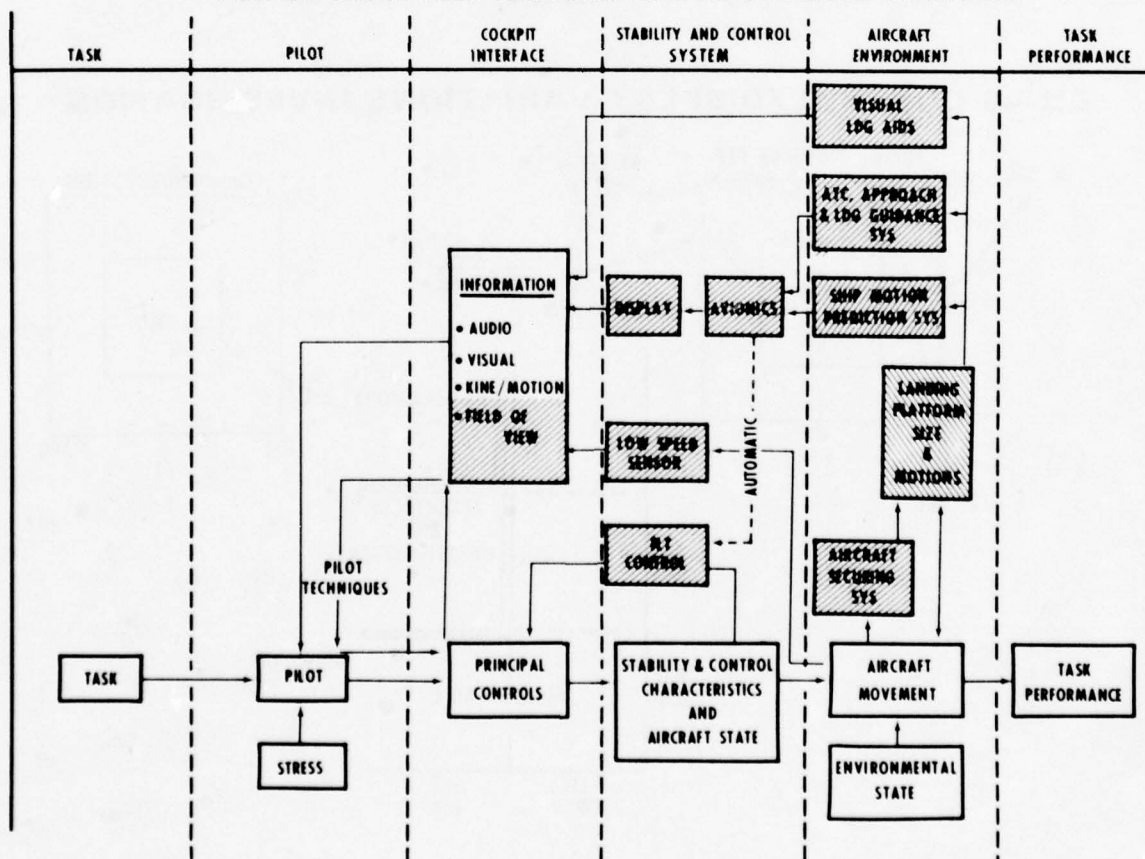 TASK
PILOT
COCKPIT
INTERFACE
STABILITY AND CONTROL
SYSTEM
AIRCRAFT
ENVIRONMENT
TASK
PERFORMANCE
VISUAL
LDG AIDS
ATC, APPROACH
& LDG GUIDANCE
SYS
SHIP MOTION
PREDICTION SYS
AVIONICS
DISPLAY
INFORMATION
• AUDIO
• VISUAL
• KINE/MOTION
• FIELD OF
VIEW
LOW SPEED
SENSOR
AUTOMATIC
LANDING
PLATFORM
SIZE
&
MOTIONS
CONTROL
AIRCRAFT
SECURING
SYS
PILOT
TECHNIQUES
TASK
PILOT
PRINCIPAL
CONTROLS
STABILITY & CONTROL
CHARACTERISTICS
AND
AIRCRAFT STATE
AIRCRAFT
MOVEMENT
TASK
PERFORMANCE
STRESS
ENVIRONMENTAL
STATE